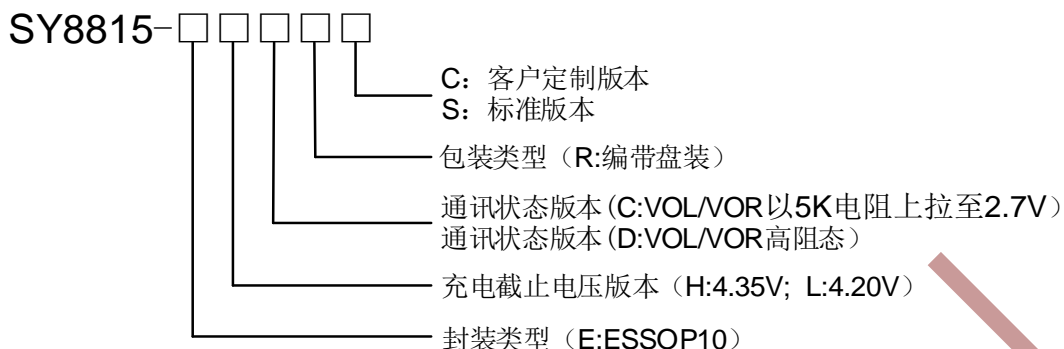 SY8815-□□□□□
C：客户定制版本
S：标准版本
包装类型（R:编带盘装）
通讯状态版本(C:VOL/VOR以5K电阻上拉至2.7V）
通讯状态版本(D:VOL/VOR高阻态）
充电截止电压版本（H:4.35V; L:4.20V）
封装类型（E:ESSOP10）